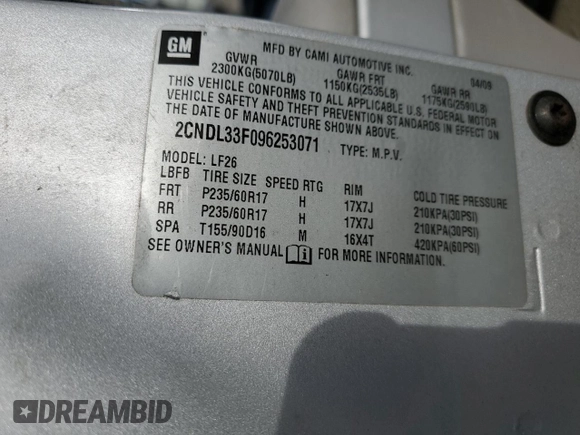 GM
MFD BY CAMI AUTOMOTIVE INC.
04/09
GVWR GAWR FRT GAWR RR
2300KG(5070LB) 1150KG(2535LB) 1175KG(2590LB)
THIS VEHICLE CONFORMS TO ALL APPLICABLE U.S. FEDERAL MOTOR
VEHICLE SAFETY AND THEFT PREVENTION STANDARDS IN EFFECT ON
THE DATE OF MANUFACTURE SHOWN ABOVE.
2CNDL33F096253071 TYPE: M.P.V.
MODEL: LF26
LBFB TIRE SIZE SPEED RTG RIM COLD TIRE PRESSURE
FRT P235/60R17 H 17X7J 210KPA(30PSI)
RR P235/60R17 H 17X7J 210KPA(30PSI)
SPA T155/90D16 M 16X4T 420KPA(60PSI)
SEE OWNER'S MANUAL FOR MORE INFORMATION.
DREAMBID